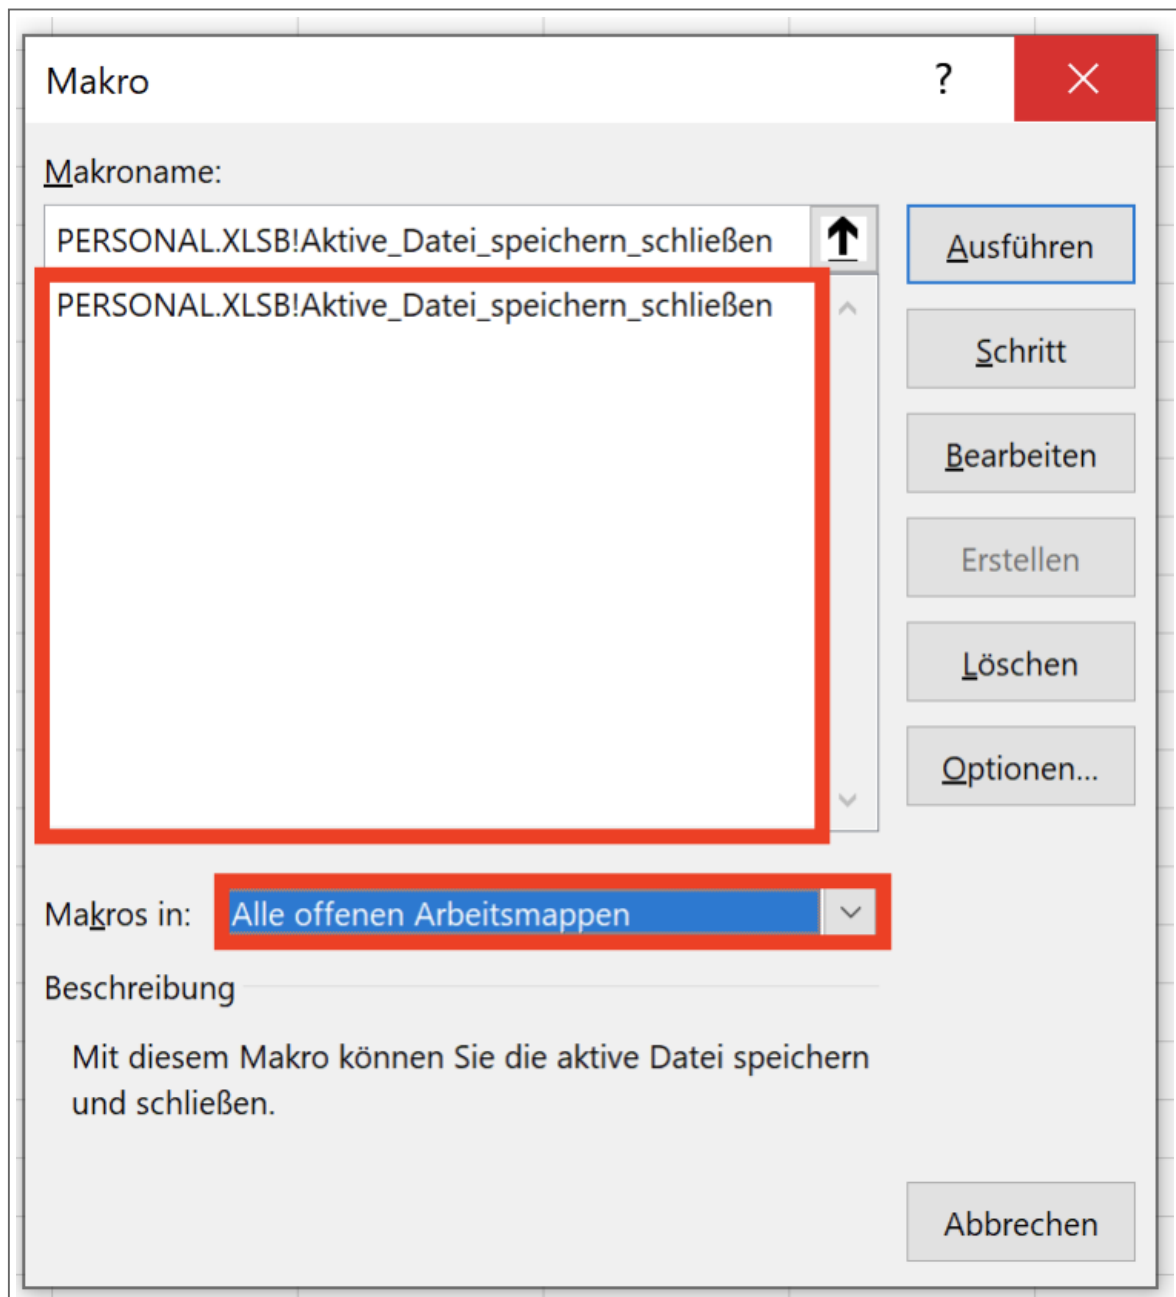 Makro
?
Makroname:
PERSONAL.XLSB!Aktive_Datei_speichern_schließen
PERSONAL.XLSB!Aktive_Datei_speichern_schließen
Ausführen
Schritt
Bearbeiten
Erstellen
Löschen
Optionen...
Makros in: Alle offenen Arbeitsmappen
Beschreibung
Mit diesem Makro können Sie die aktive Datei speichern
und schließen.
Abbrechen